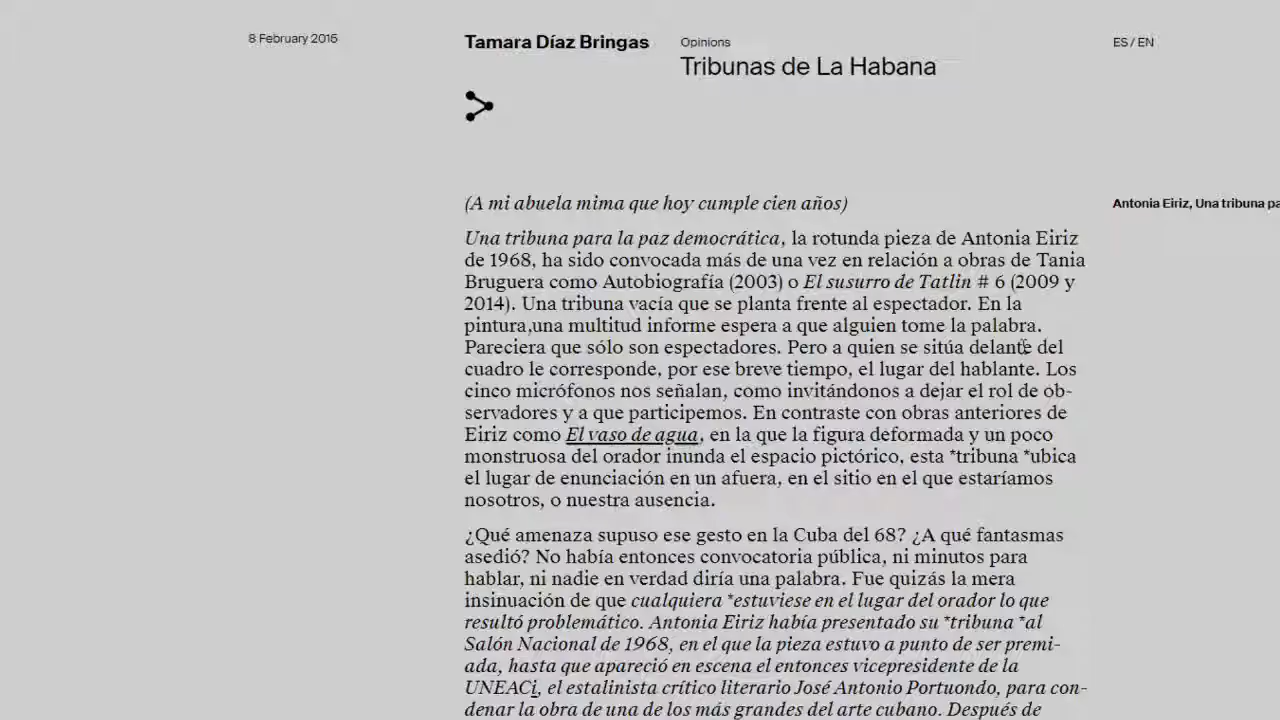 8 February 2016
Tamara Díaz Bringas
Opinions
Tribunas de La Habana
ES / EN
(A mi abuela mima que hoy cumple cien años)
Antonia Eiriz, Una tribuna pa
Una tribuna para la paz democrática, la rotunda pieza de Antonia Eiriz
de 1968, ha sido convocada más de una vez en relación a obras de Tania
Bruguera como Autobiografía (2003) o El susurro de Tatlin # 6 (2009 y
2014). Una tribuna vacía que se planta frente al espectador. En la
pintura,una multitud informe espera a que alguien tome la palabra.
Pareciera que sólo son espectadores. Pero a quien se sitúa delante del
cuadro le corresponde, por ese breve tiempo, el lugar del hablante. Los
cinco micrófonos nos señalan, como invitándonos a dejar el rol de ob-
servadores y a que participemos. En contraste con obras anteriores de
Eiriz como El vaso de agua, en la que la figura deformada y un poco
monstruosa del orador inunda el espacio pictórico, esta *tribuna *ubica
el lugar de enunciación en un afuera, en el sitio en el que estaríamos
nosotros, o nuestra ausencia.
¿Qué amenaza supuso ese gesto en la Cuba del 68? ¿A qué fantasmas
asedió? No había entonces convocatoria pública, ni minutos para
hablar, ni nadie en verdad diría una palabra. Fue quizás la mera
insinuación de que cualquiera *estuviese en el lugar del orador lo que
resultó problemático. Antonia Eiriz había presentado su *tribuna *al
Salón Nacional de 1968, en el que la pieza estuvo a punto de ser premi-
ada, hasta que apareció en escena el entonces vicepresidente de la
UNEACi, el estalinista crítico literario José Antonio Portuondo, para con-
denar la obra de una de los más grandes del arte cubano. Después de